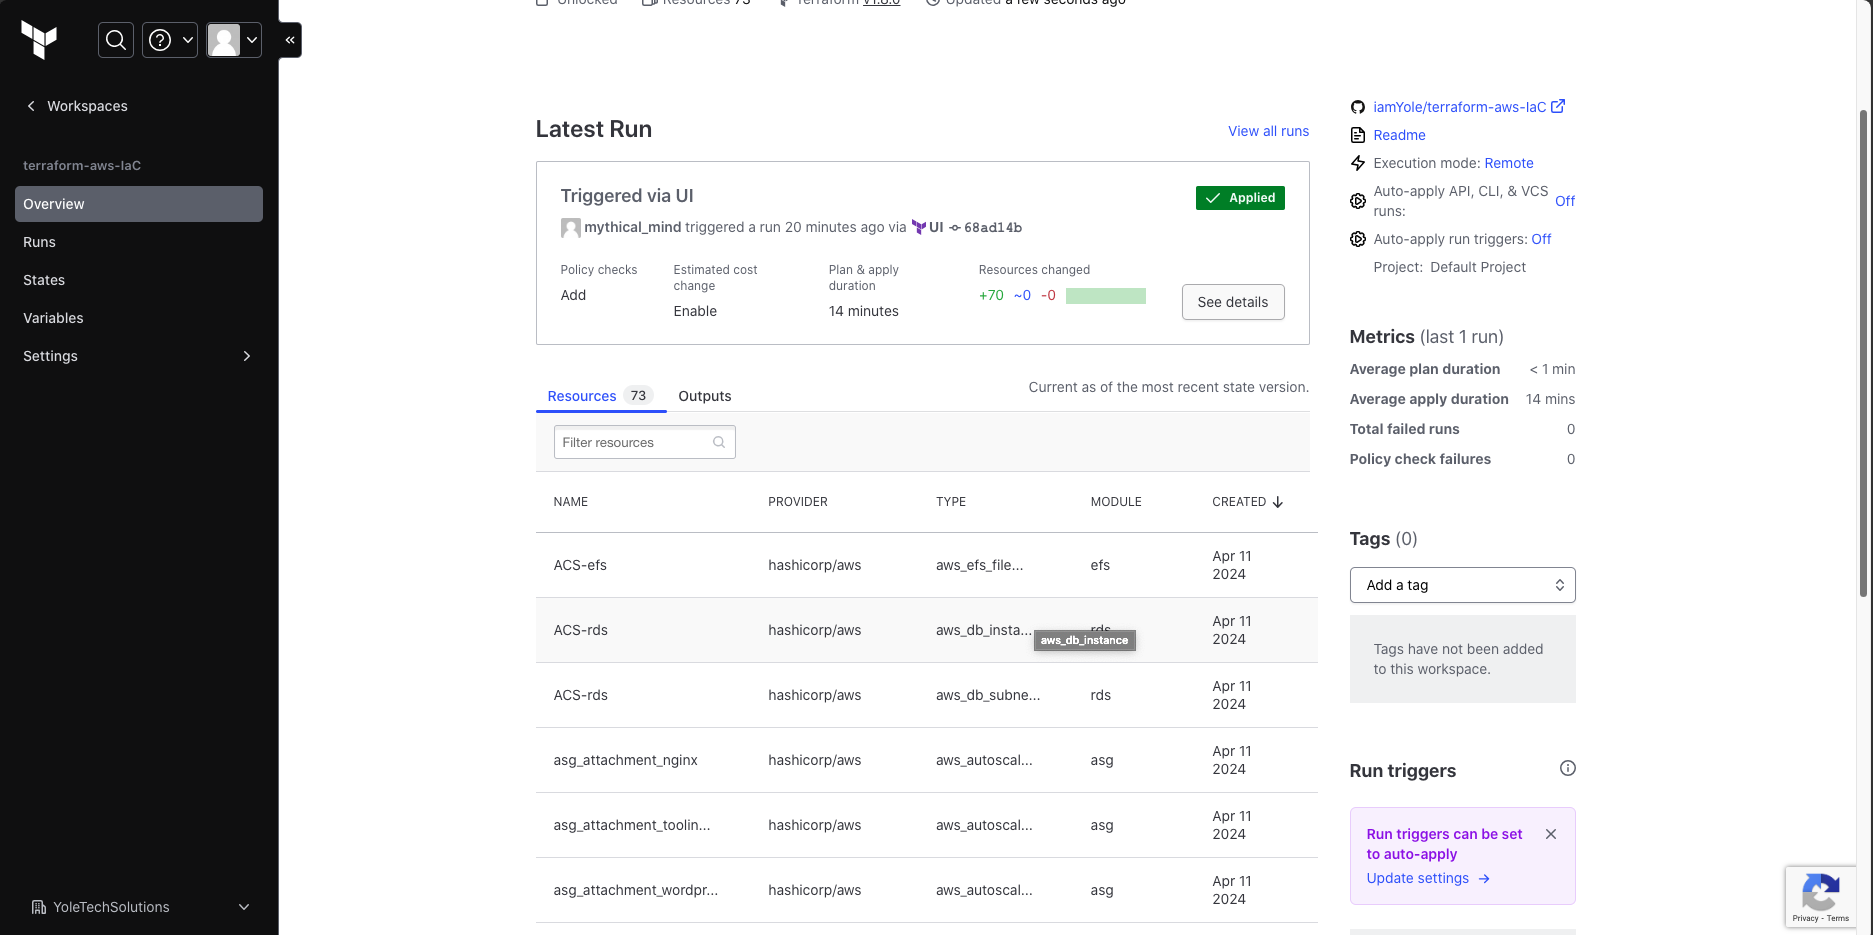 Unlocked Resources 73 Terraform v1.8.0 Updated a few seconds ago
Workspaces
terraform-aws-IaC
Overview
Runs
States
Variables
Settings
YoleTechSolutions
Latest Run
View all runs
Triggered via UI
Applied
mythical_mind triggered a run 20 minutes ago via UI 68ad14b
Policy checks
Add
Estimated cost
change
Enable
Plan & apply
duration
14 minutes
Resources changed
+70 ~0 -0
See details
Resources 73
Outputs
Current as of the most recent state version.
Filter resources
NAME PROVIDER TYPE MODULE CREATED
ACS-efs hashicorp/aws aws_efs_file... efs Apr 11
2024
ACS-rds hashicorp/aws aws_db_insta... rds Apr 11
2024
aws_db_instance
ACS-rds hashicorp/aws aws_db_subne... rds Apr 11
2024
asg_attachment_nginx hashicorp/aws aws_autoscal... asg Apr 11
2024
asg_attachment_toolin... hashicorp/aws aws_autoscal... asg Apr 11
2024
asg_attachment_wordpr... hashicorp/aws aws_autoscal... asg Apr 11
2024
iamYole/terraform-aws-IaC
Readme
Execution mode: Remote
Auto-apply API, CLI, & VCS
runs:
Off
Auto-apply run triggers: Off
Project: Default Project
Metrics (last 1 run)
Average plan duration < 1 min
Average apply duration 14 mins
Total failed runs 0
Policy check failures 0
Tags (0)
Add a tag
Tags have not been added
to this workspace.
Run triggers
Run triggers can be set
to auto-apply
Update settings
Privacy - Terms